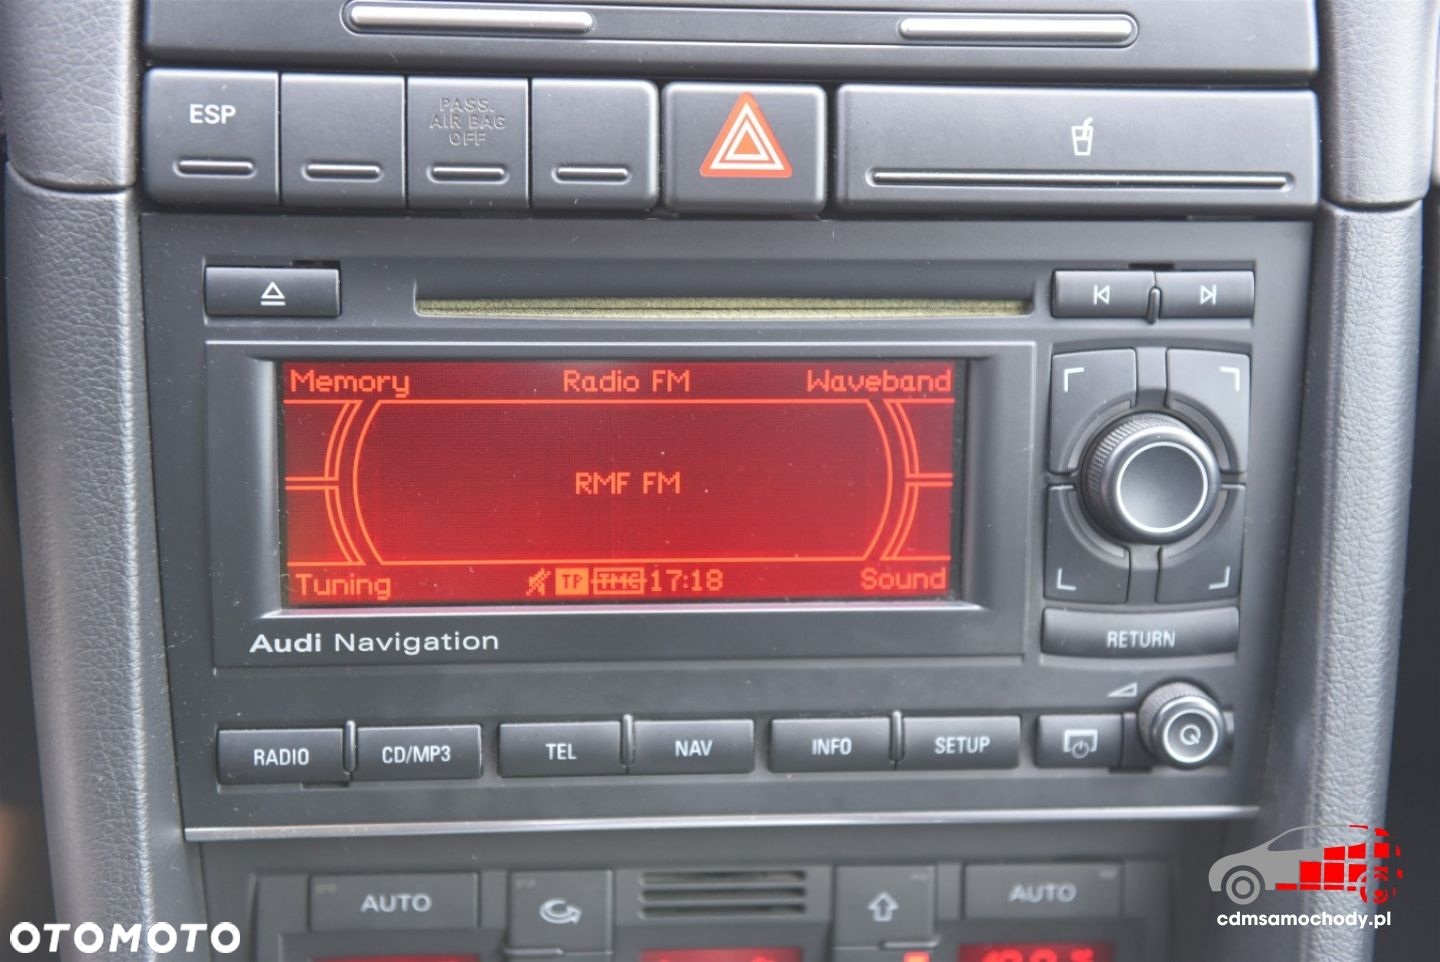 ESP
PASS.
AIR BAG
OFF
Memory Radio FM Waveband
RMF FM
Tuning TP TMC 17:18 Sound
Audi Navigation
RETURN
RADIO CD/MP3 TEL NAV INFO SETUP
AUTO AUTO
OTOMOTO
cdmsamochody.pl